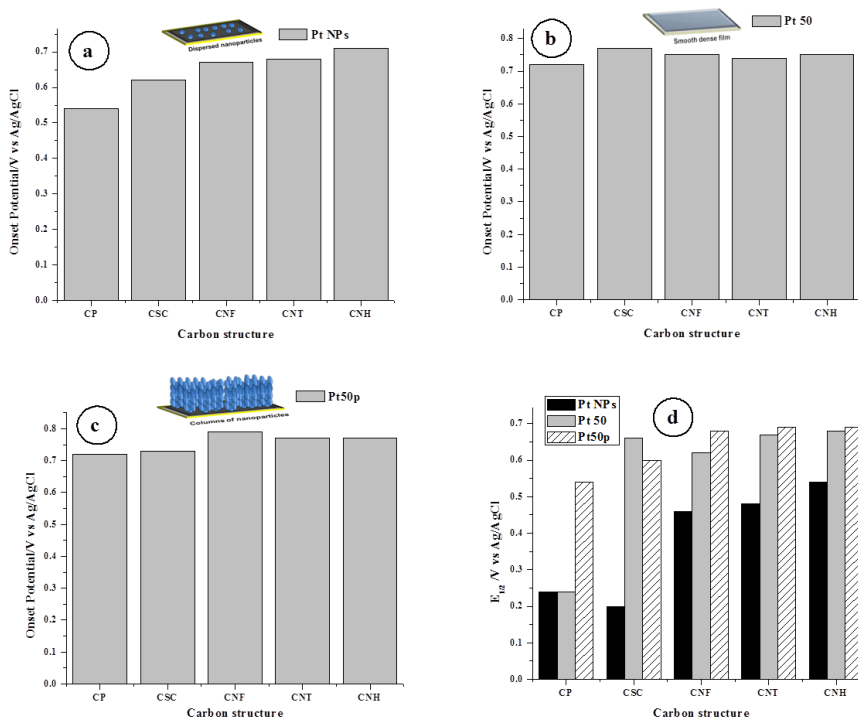 a
Dispersed nanoparticles
Pt NPs
Onset Potential/V vs Ag/AgCl
0.7
0.6
0.5
0.4
0.3
0.2
0.1
0.0
CP CSC CNF CNT CNH
Carbon structure
b
Smooth dense film
Pt 50
Onset Potential/V vs Ag/AgCl
0.8
0.7
0.6
0.5
0.4
0.3
0.2
0.1
0.0
CP CSC CNF CNT CNH
Carbon structure
c
Columns of nanoparticles
Pt50p
Onset Potential/V vs Ag/AgCl
0.8
0.7
0.6
0.5
0.4
0.3
0.2
0.1
0.0
CP CSC CNF CNT CNH
Carbon structure
Pt NPs
Pt 50
Pt50p
d
E1/2 /V vs Ag/AgCl
0.7
0.6
0.5
0.4
0.3
0.2
0.1
0.0
CP CSC CNF CNT CNH
Carbon structure